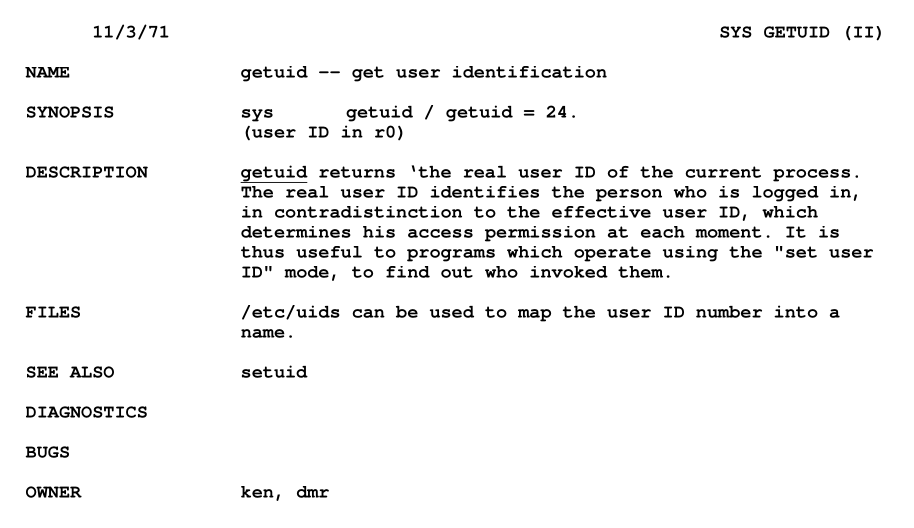 11/3/71 SYS GETUID (II)
NAME getuid -- get user identification
SYNOPSIS sys getuid / getuid = 24.
(user ID in r0)
DESCRIPTION getuid returns 'the real user ID of the current process.
The real user ID identifies the person who is logged in,
in contradistinction to the effective user ID, which
determines his access permission at each moment. It is
thus useful to programs which operate using the "set user
ID" mode, to find out who invoked them.
FILES /etc/uids can be used to map the user ID number into a
name.
SEE ALSO setuid
DIAGNOSTICS
BUGS
OWNER ken, dmr